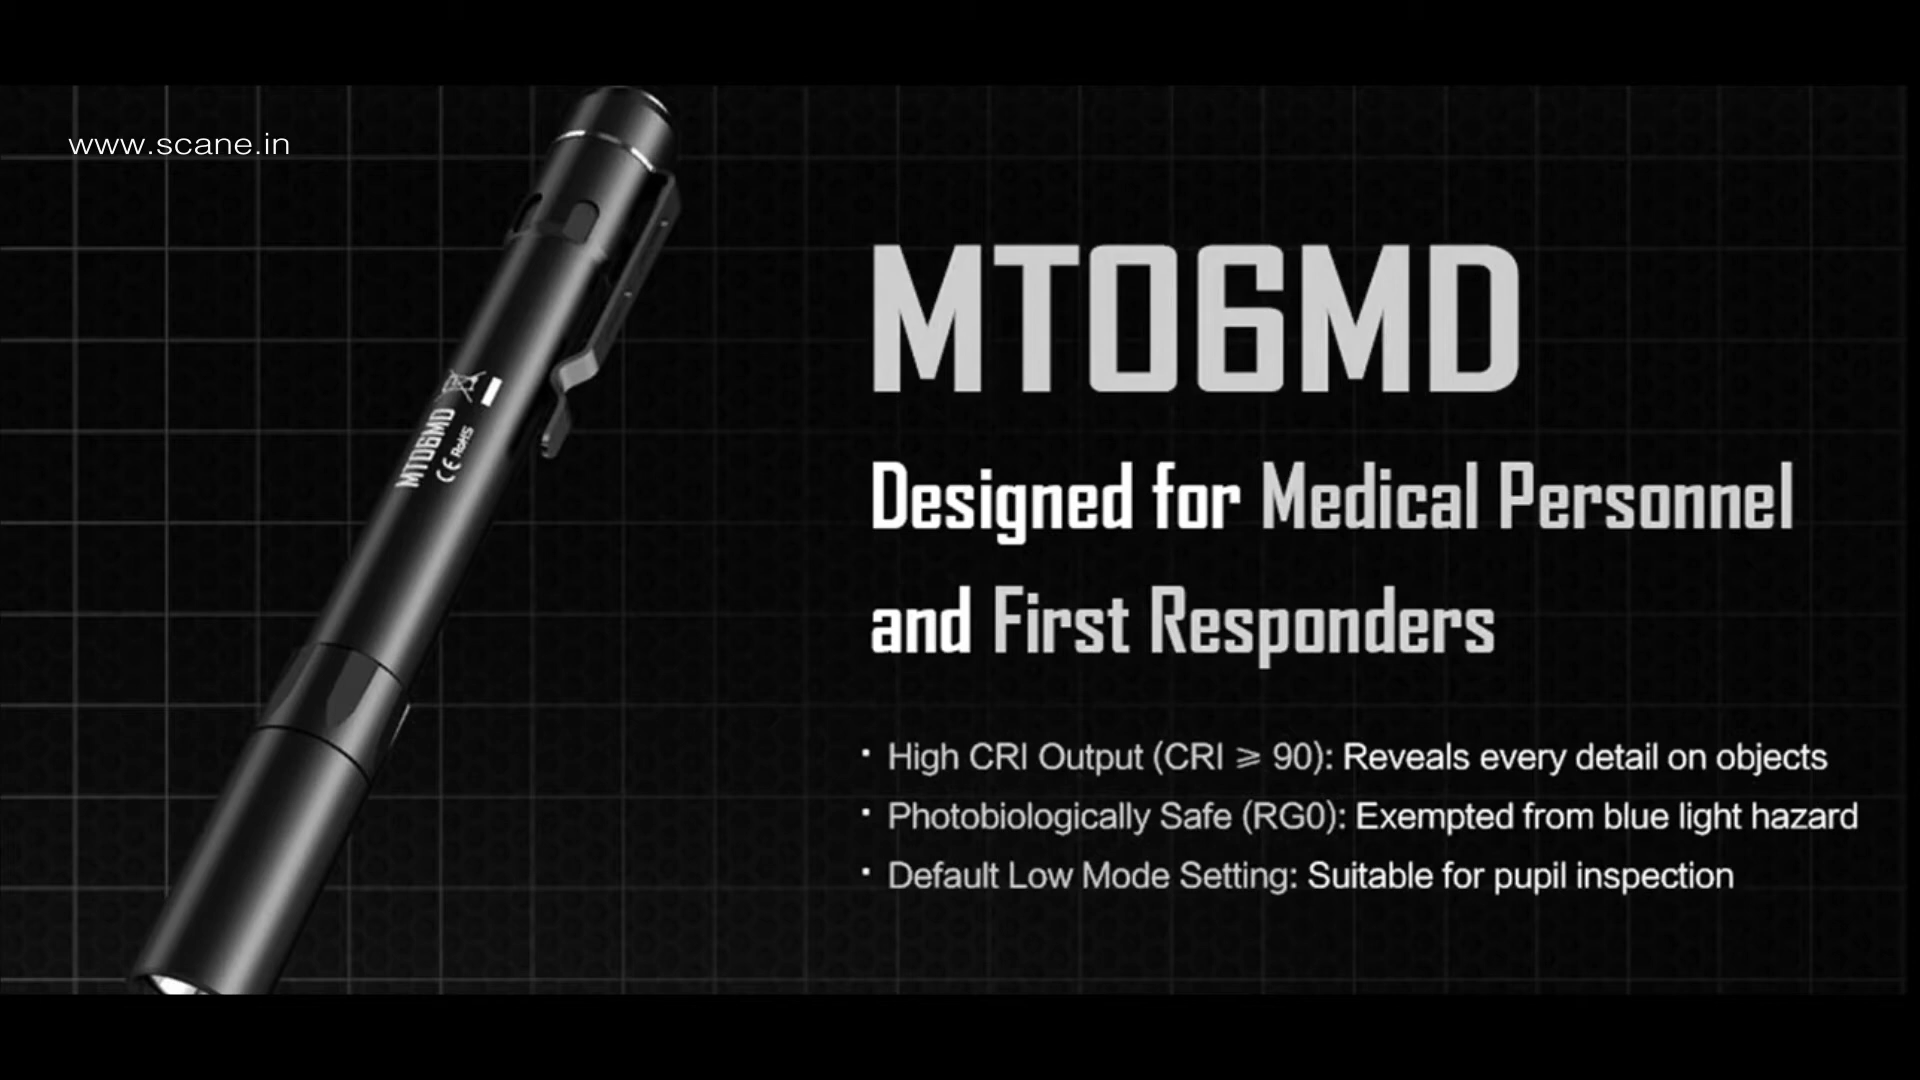 www.scane.in
MT06MD
CE RoHS
MT06MD
Designed for Medical Personnel
and First Responders
· High CRI Output (CRI ⩾ 90): Reveals every detail on objects
· Photobiologically Safe (RG0): Exempted from blue light hazard
· Default Low Mode Setting: Suitable for pupil inspection